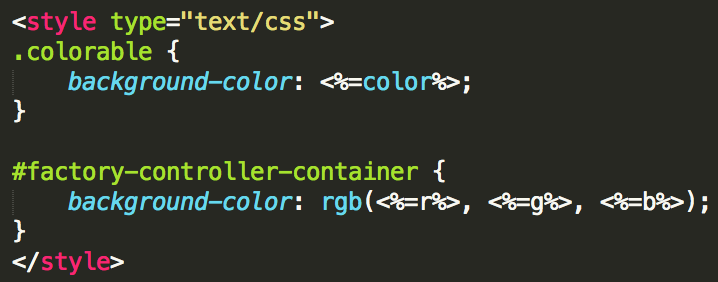 <style type="text/css">
.colorable {
    background-color: <%=color%>;
}

#factory-controller-container {
    background-color: rgb(<%=r%>, <%=g%>, <%=b%>);
}
</style>